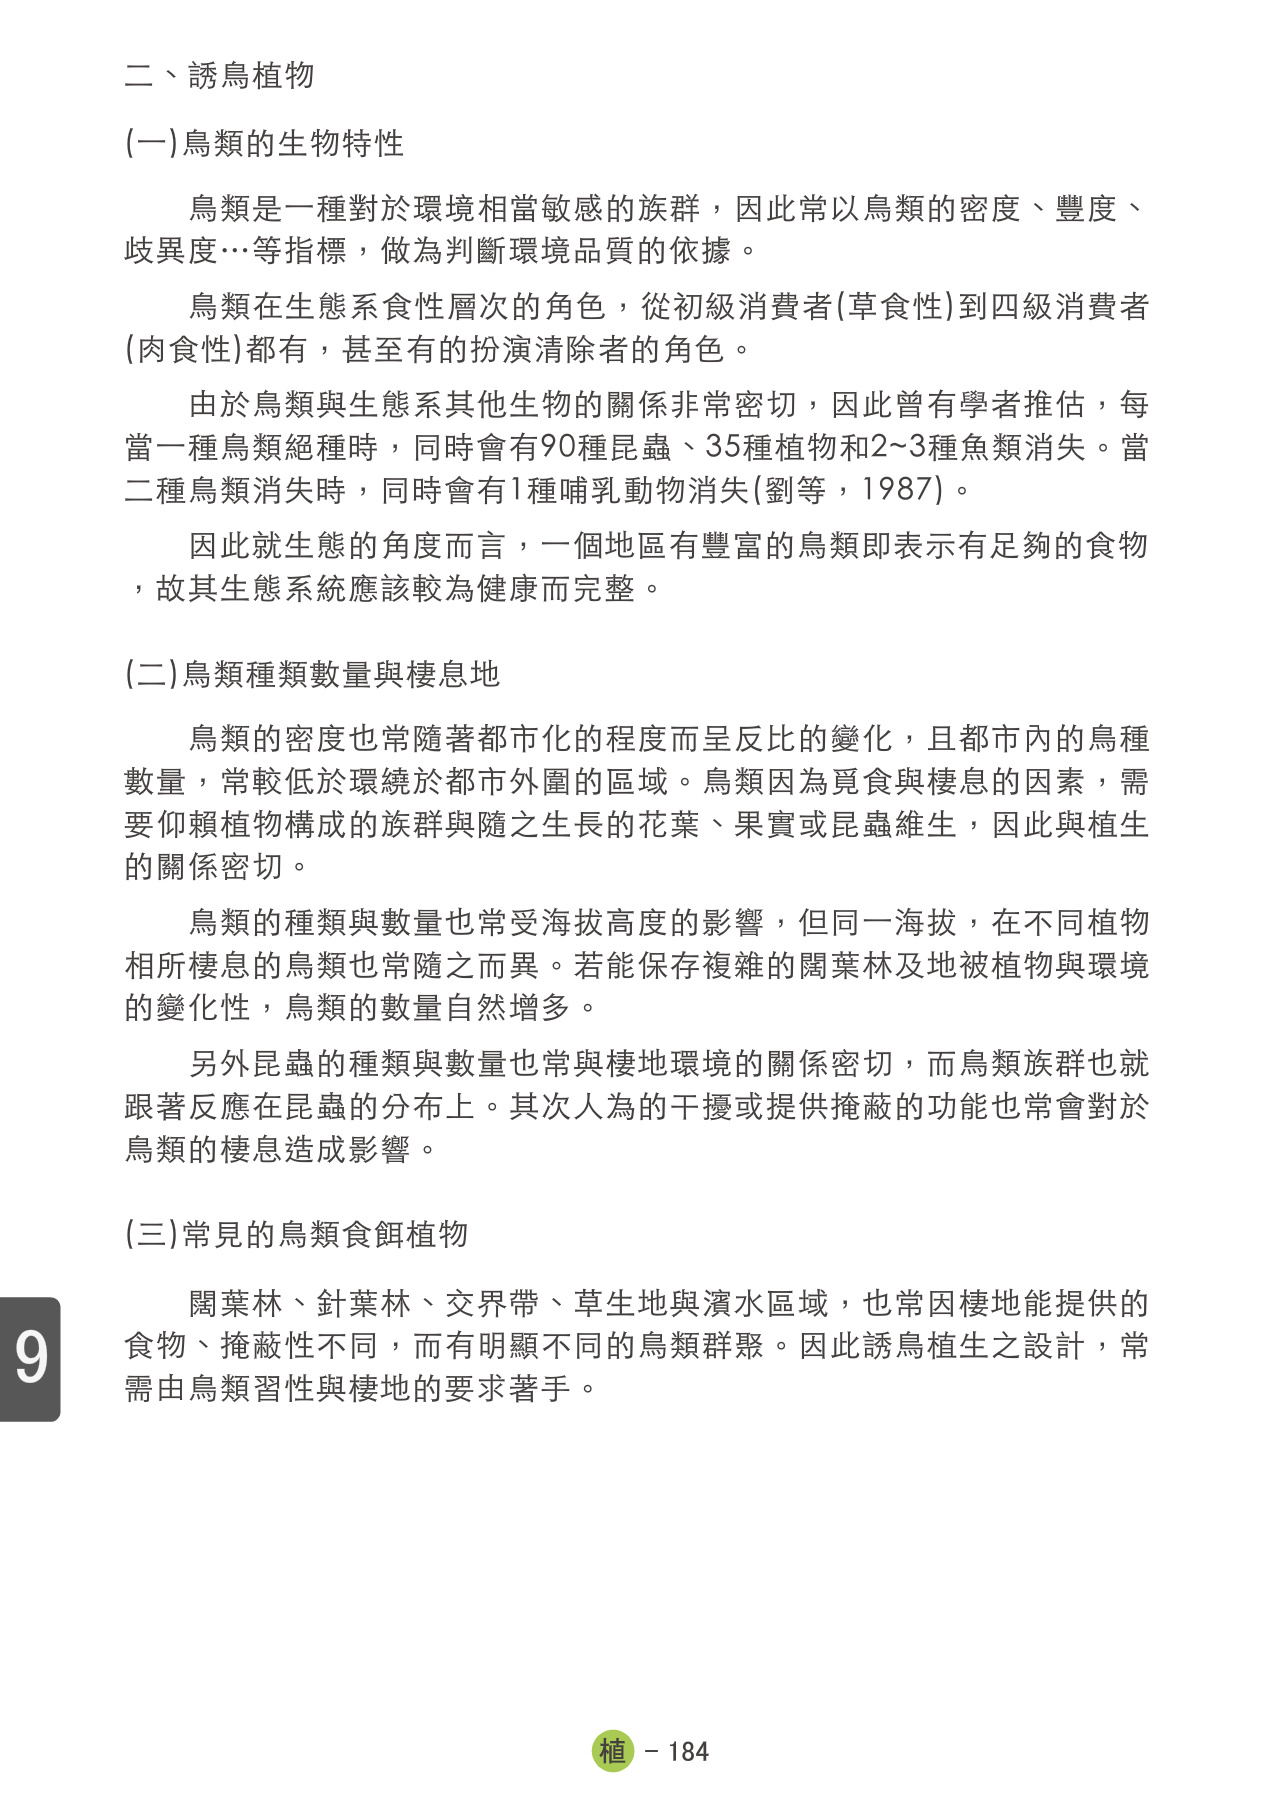 二、誘鳥植物
(一)鳥類的生物特性
鳥類是一種對於環境相當敏感的族群，因此常以鳥類的密度、豐度、
歧異度…等指標，做為判斷環境品質的依據。
鳥類在生態系食性層次的角色，從初級消費者(草食性)到四級消費者
(肉食性)都有，甚至有的扮演清除者的角色。
由於鳥類與生態系其他生物的關係非常密切，因此曾有學者推估，每
當一種鳥類絕種時，同時會有90種昆蟲、35種植物和2~3種魚類消失。當
二種鳥類消失時，同時會有1種哺乳動物消失(劉等，1987)。
因此就生態的角度而言，一個地區有豐富的鳥類即表示有足夠的食物
，故其生態系統應該較為健康而完整。
(二)鳥類種類數量與棲息地
鳥類的密度也常隨著都市化的程度而呈反比的變化，且都市內的鳥種
數量，常較低於環繞於都市外圍的區域。鳥類因為覓食與棲息的因素，需
要仰賴植物構成的族群與隨之生長的花葉、果實或昆蟲維生，因此與植生
的關係密切。
鳥類的種類與數量也常受海拔高度的影響，但同一海拔，在不同植物
相所棲息的鳥類也常隨之而異。若能保存複雜的闊葉林及地被植物與環境
的變化性，鳥類的數量自然增多。
另外昆蟲的種類與數量也常與棲地環境的關係密切，而鳥類族群也就
跟著反應在昆蟲的分布上。其次人為的干擾或提供掩蔽的功能也常會對於
鳥類的棲息造成影響。
(三)常見的鳥類食餌植物
闊葉林、針葉林、交界帶、草生地與濱水區域，也常因棲地能提供的
食物、掩蔽性不同，而有明顯不同的鳥類群聚。因此誘鳥植生之設計，常
需由鳥類習性與棲地的要求著手。
9
植 – 184